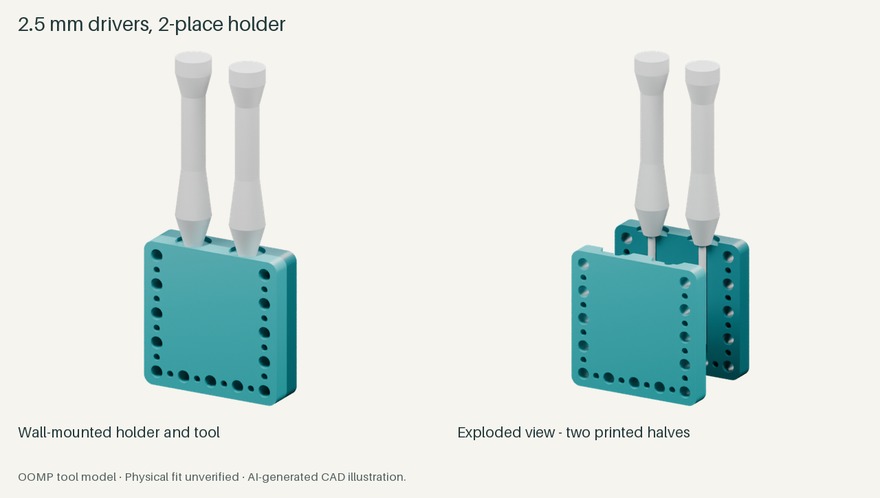 2.5 mm drivers, 2-place holder
Wall-mounted holder and tool
Exploded view - two printed halves
OOMP tool model · Physical fit unverified · AI-generated CAD illustration.